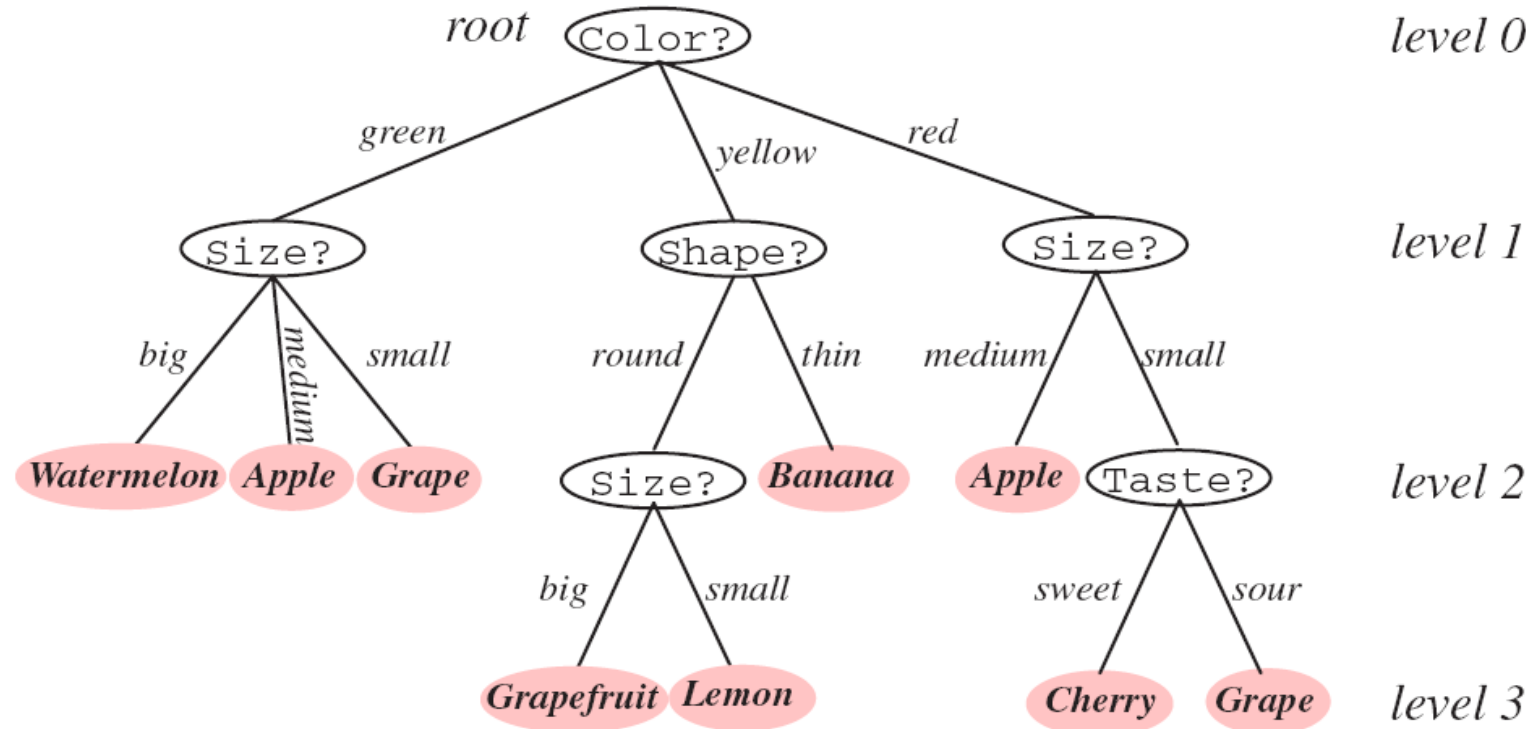 root Color? level 0
green yellow red
Size? Shape? Size? level 1
big medium small round thin medium small
Watermelon Apple Grape Size? Banana Apple Taste? level 2
big small sweet sour
Grapefruit Lemon Cherry Grape level 3